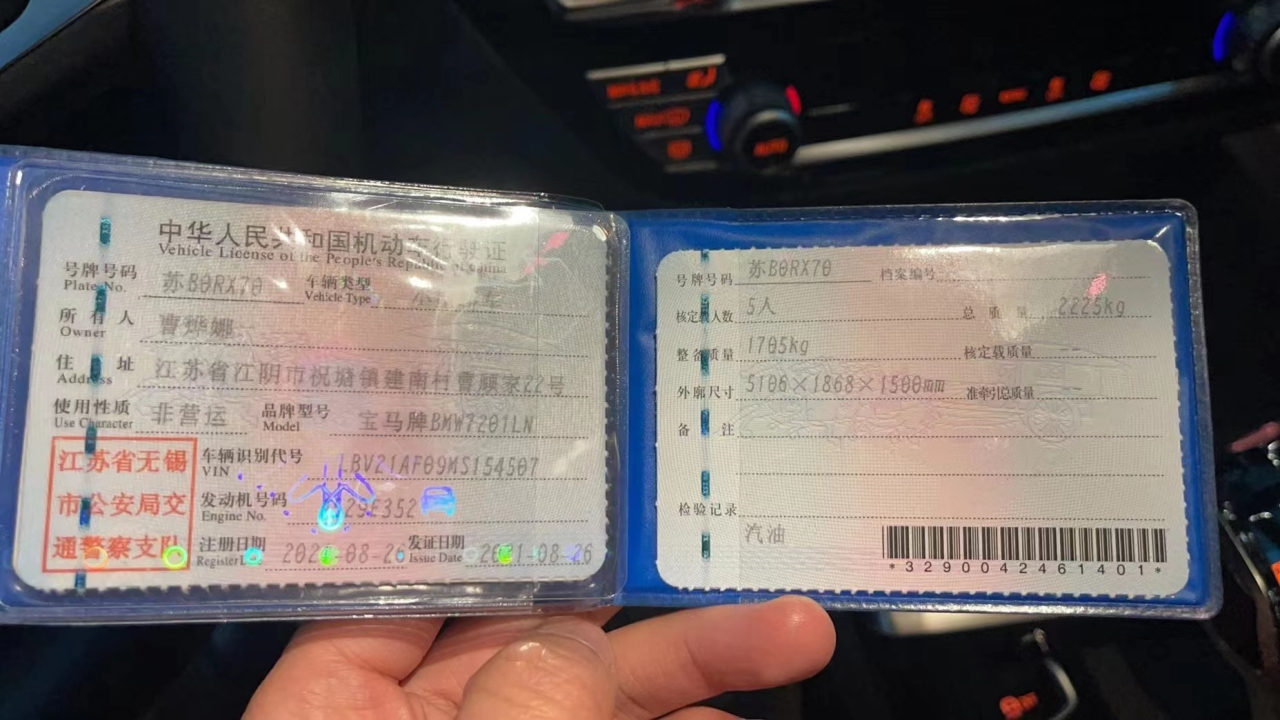 中华人民共和国机动车行驶证
Vehicle License of the People's Republic of China
号牌号码 苏B0RX70 车辆类型
Plate No. Vehicle Type
所有人 曹烨娜
Owner
住址 江苏省江阴市祝塘镇建南村曹顾家22号
Address
使用性质 非营运 品牌型号 宝马牌BMW7201LN
Use Character Model
江苏省无锡
市公安局交
通警察支队
车辆识别代号 LBV21AF09MS154507
VIN
发动机号码
Engine No.
注册日期 发证日期 2021-08-26
Register Issue Date
号牌号码 苏B0RX70 档案编号
核定载人数 5人 总质量 2225kg
整备质量 1705kg 核定载质量 --
外廓尺寸 5106×1868×1500mm 准牵引总质量 --
备注
检验记录
汽油
*3290042461401*
AUTO